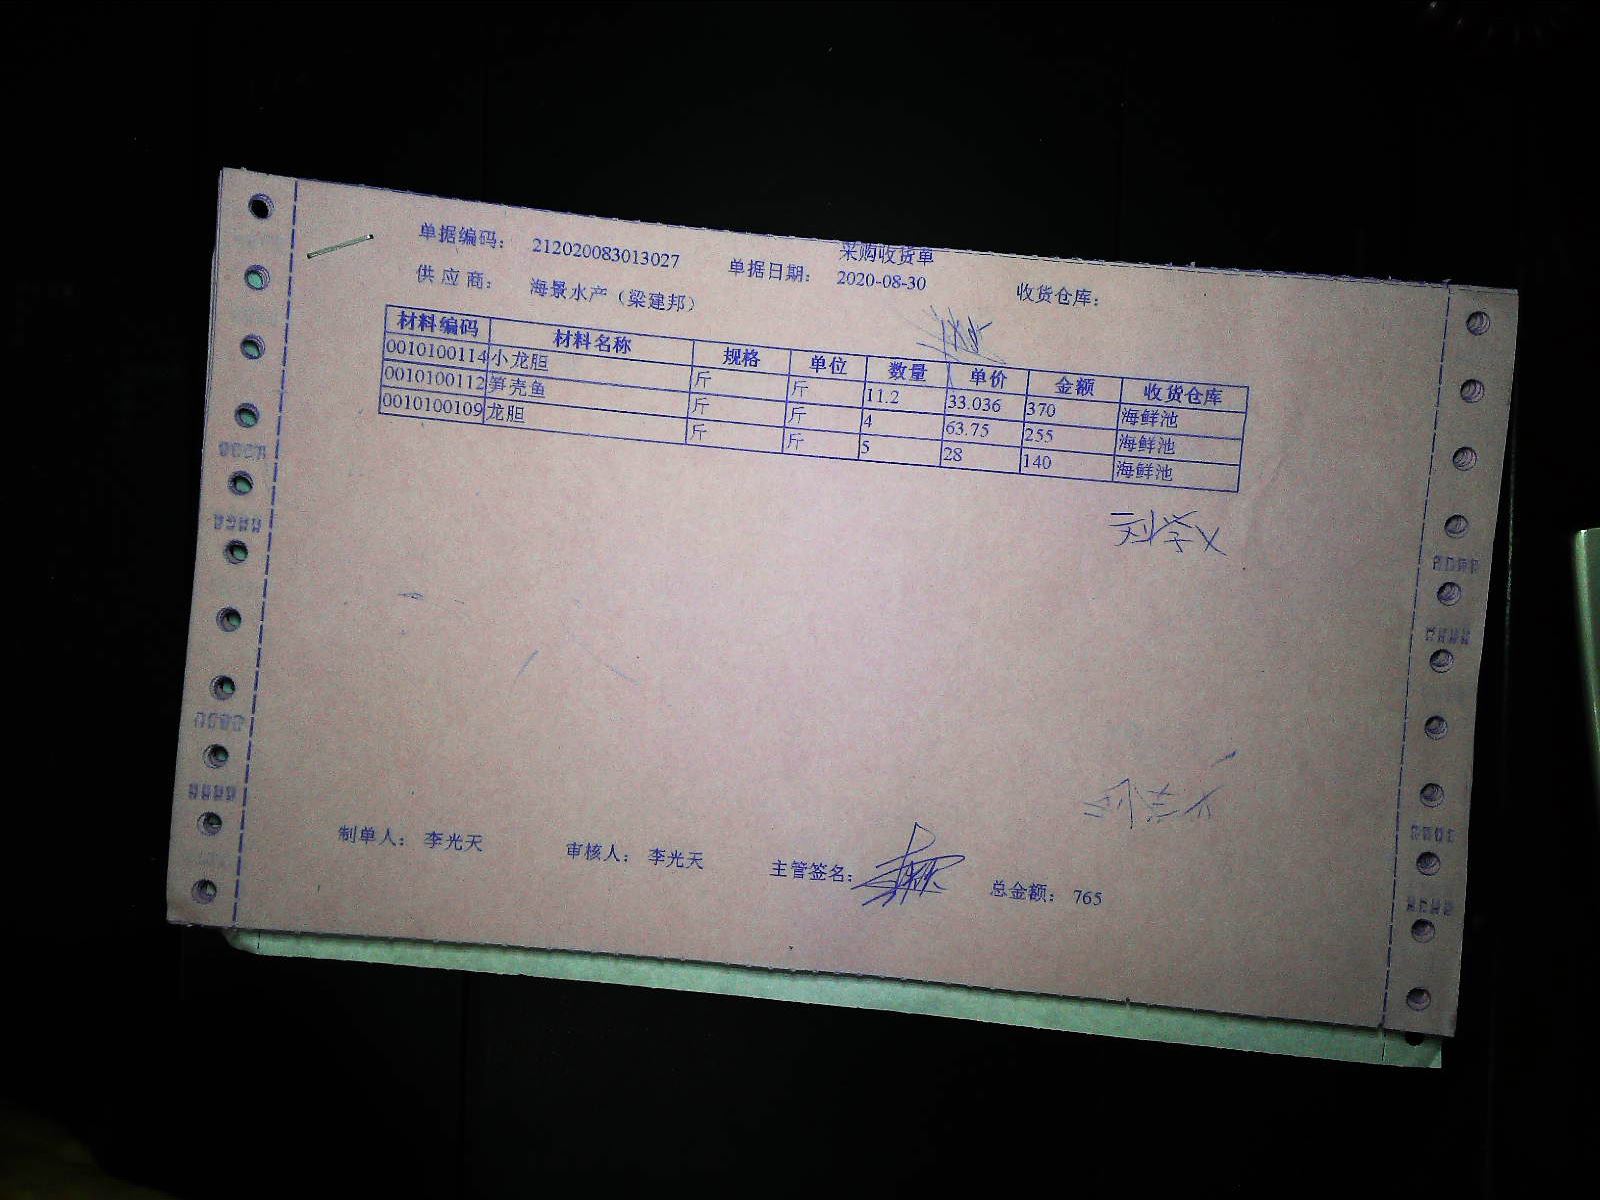 采购收货单
单据编码： 212020083013027 单据日期： 2020-08-30 收货仓库：
供应商： 海景水产（梁建邦）
材料编码 材料名称 规格 单位 数量 单价 金额 收货仓库
0010100114 小龙胆 斤 斤 11.2 33.036 370 海鲜池
0010100112 笋壳鱼 斤 斤 4 63.75 255 海鲜池
0010100109 龙胆 斤 斤 5 28 140 海鲜池
刘学义
制单人： 李光天 审核人： 李光天 主管签名： 总金额： 765